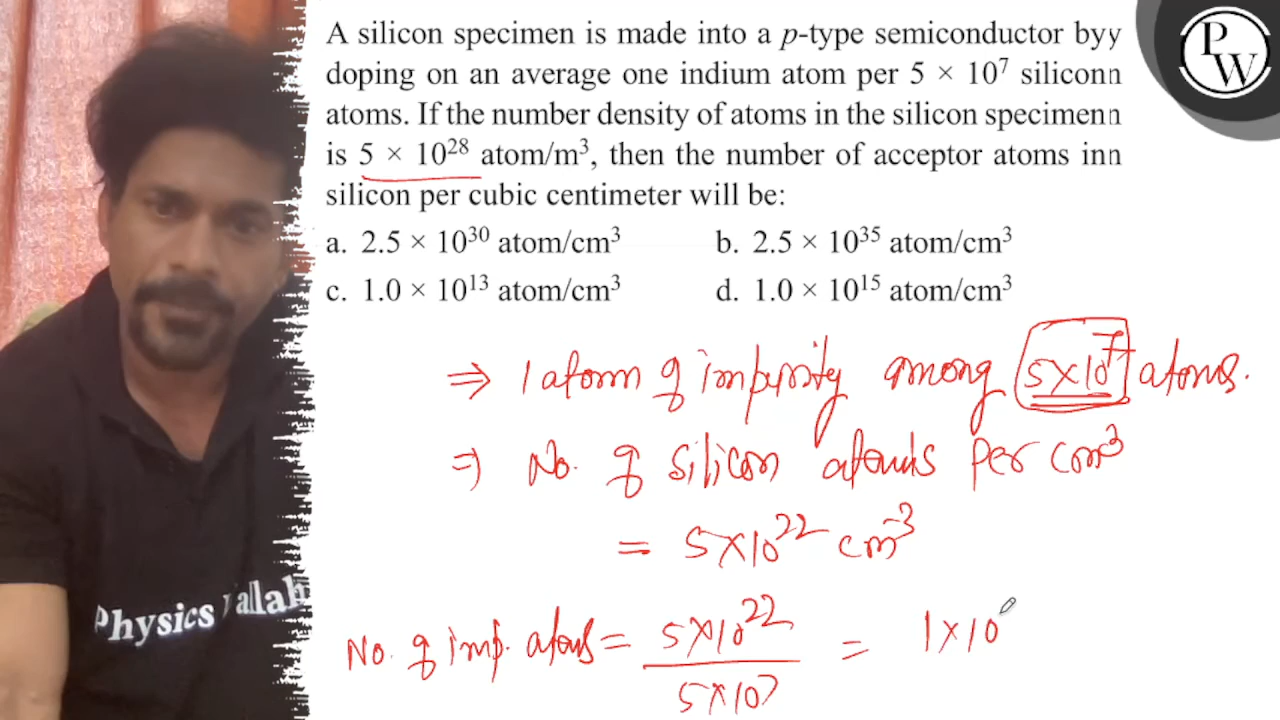 A silicon specimen is made into a p-type semiconductor byy
doping on an average one indium atom per 5 × 10⁷ siliconn
atoms. If the number density of atoms in the silicon specimenn
is 5 × 10²⁸ atom/m³, then the number of acceptor atoms inn
silicon per cubic centimeter will be:
a. 2.5 × 10³⁰ atom/cm³ b. 2.5 × 10³⁵ atom/cm³
c. 1.0 × 10¹³ atom/cm³ d. 1.0 × 10¹⁵ atom/cm³
⇒ 1 atom of impurity among 5×10⁷ atoms.
⇒ No. of silicon atoms per cm³
= 5×10²² cm⁻³
No. of imp. atoms = 5×10²² / 5×10⁷ = 1×10
PW
Physics Wallah